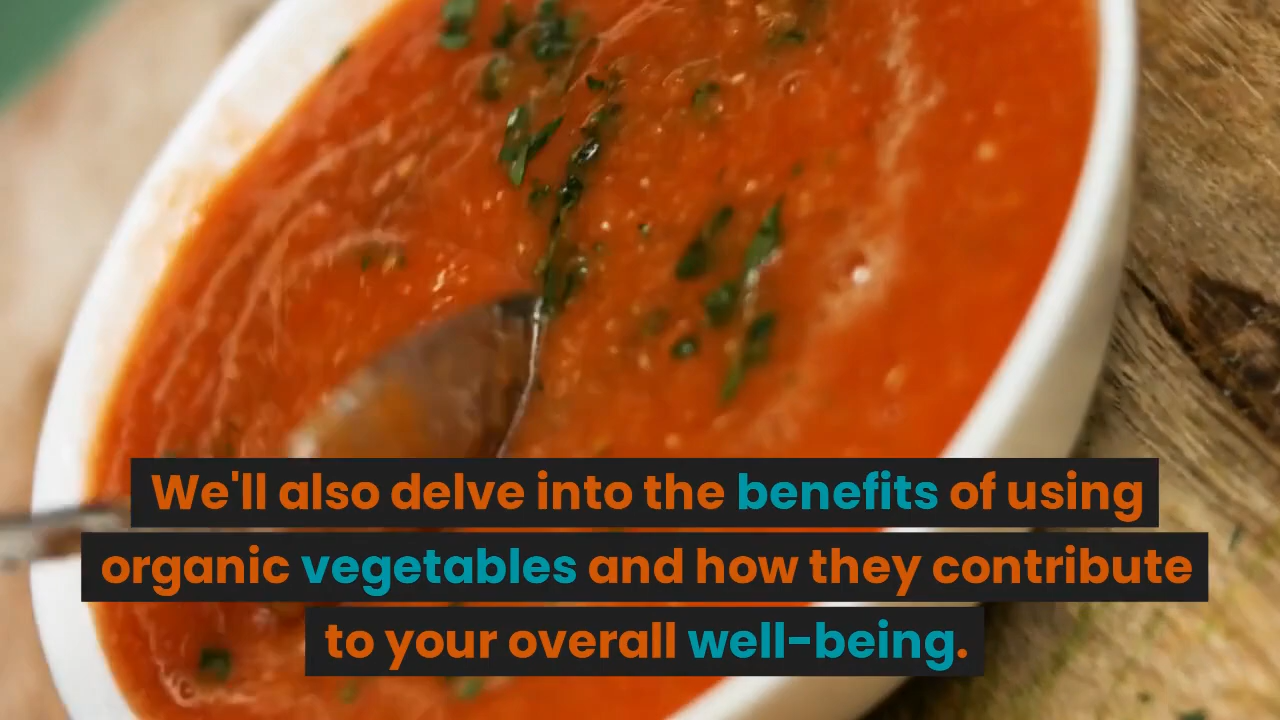 We'll also delve into the benefits of using
organic vegetables and how they contribute
to your overall well-being.